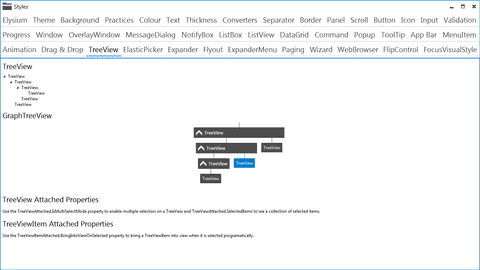 Styles
Elysium Theme Background Practices Colour Text Thickness Converters Separator Border Panel Scroll Button Icon Input Validation
Progress Window OverlayWindow MessageDialog NotifyBox ListBox ListView DataGrid Command Popup ToolTip App Bar MenuItem
Animation Drag & Drop TreeView ElasticPicker Expander Flyout ExpanderMenu Paging Wizard WebBrowser FlipControl FocusVisualStyle
TreeView
TreeView
TreeView
TreeView
TreeView
TreeView
TreeView
GraphTreeView
TreeView
TreeView TreeView
TreeView TreeView
TreeView
TreeView Attached Properties
Use the TreeViewAttached.IsMultiSelectMode property to enable multiple selection on a TreeView and TreeViewAttached.SelectedItems to see a collection of selected items.
TreeViewItem Attached Properties
Use the TreeViewItemAttached.BringIntoViewOnSelected property to bring a TreeViewItem into view when it is selected programatically.